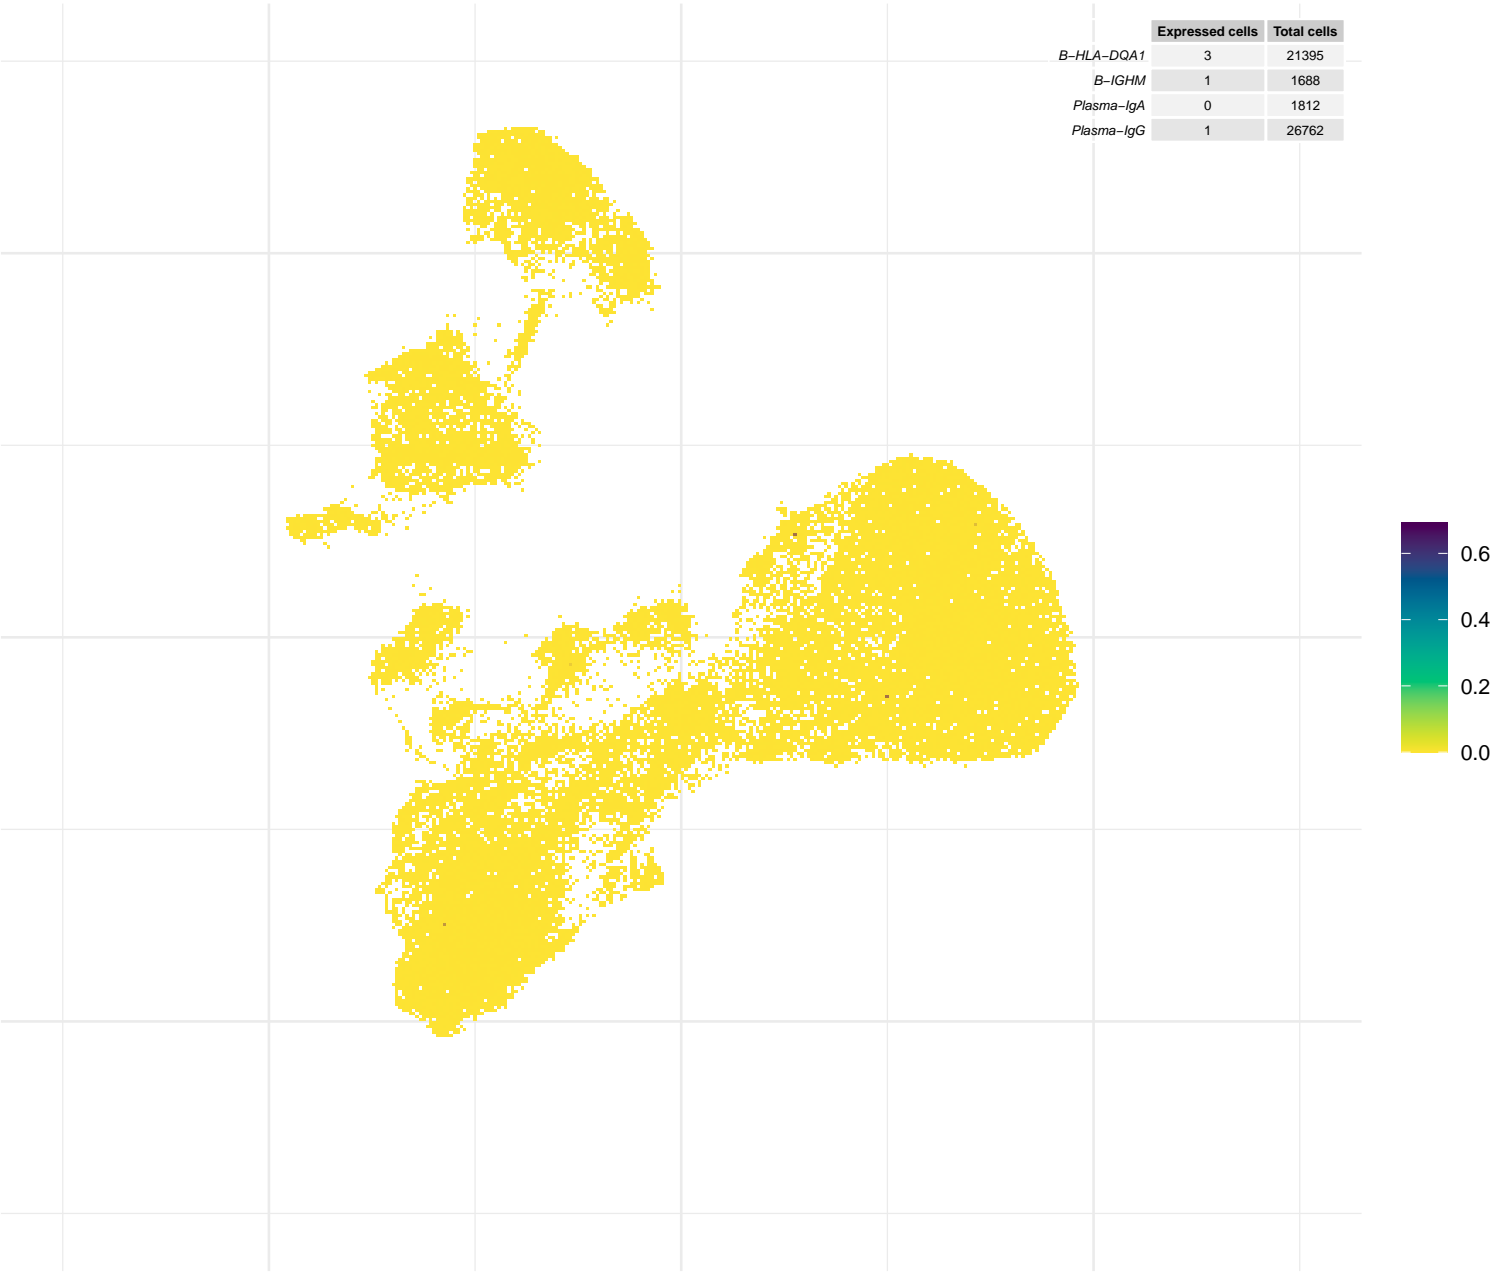 Expressed cells Total cells
B−HLA−DQA1 3 21395
B−IGHM 1 1688
Plasma−IgA 0 1812
Plasma−IgG 1 26762
0.6
0.4
0.2
0.0